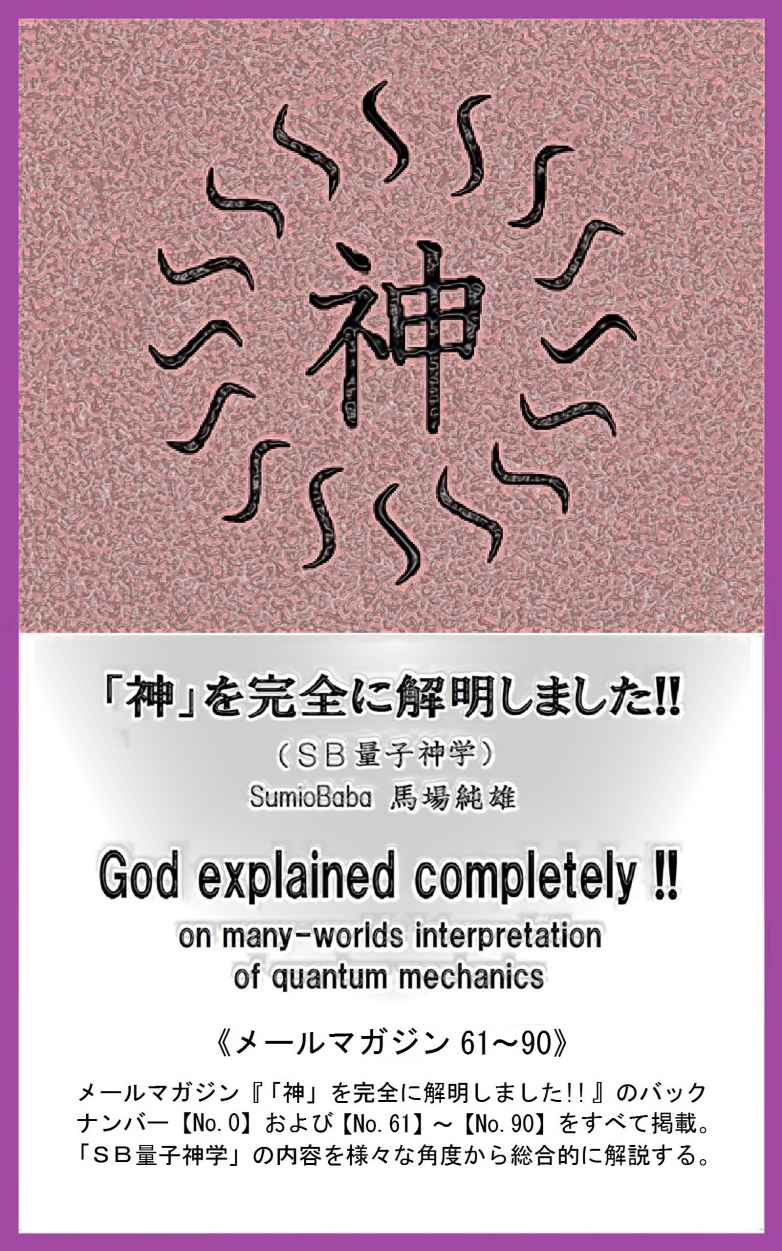 神
「神」を完全に解明しました!!
（ＳＢ量子神学）
SumioBaba 馬場純雄
God explained completely !!
on many-worlds interpretation
of quantum mechanics
《メールマガジン 61～90》
メールマガジン『「神」を完全に解明しました!!』のバック
ナンバー【No.0】および【No.61】～【No.90】をすべて掲載。
「ＳＢ量子神学」の内容を様々な角度から総合的に解説する。